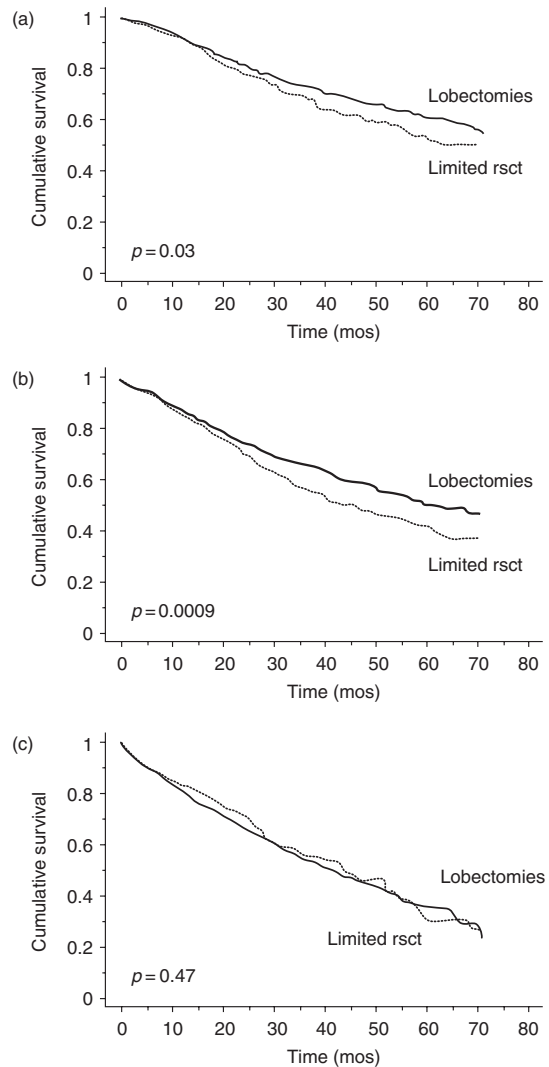 (a)
1
0.8
0.6
0.4
0.2
0
Cumulative survival
Lobectomies
Limited rsct
p = 0.03
0 10 20 30 40 50 60 70 80
Time (mos)
(b)
1
0.8
0.6
0.4
0.2
0
Cumulative survival
Lobectomies
Limited rsct
p = 0.0009
0 10 20 30 40 50 60 70 80
Time (mos)
(c)
1
0.8
0.6
0.4
0.2
0
Cumulative survival
Lobectomies
Limited rsct
p = 0.47
0 10 20 30 40 50 60 70 80
Time (mos)